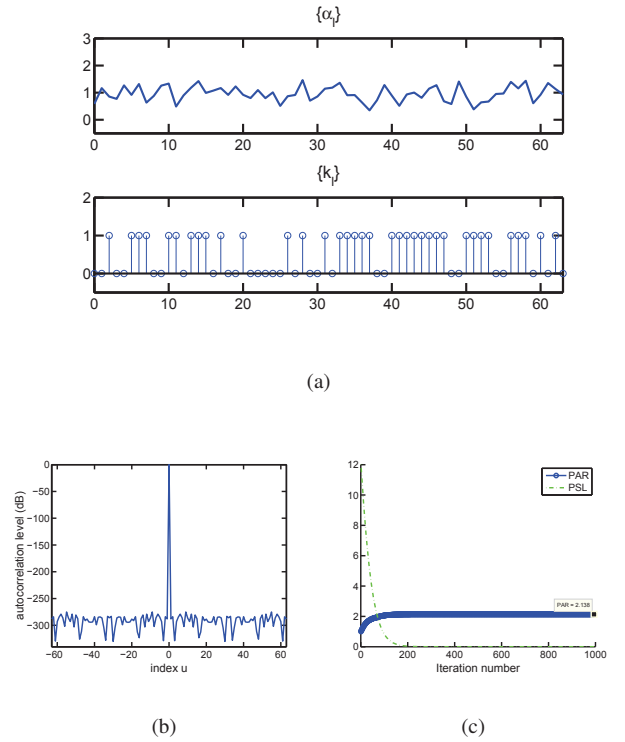 {α_l}
3
2
1
0
0 10 20 30 40 50 60
{k_l}
2
1
0
0 10 20 30 40 50 60
(a)
0
−50
−100
−150
−200
−250
−300
autocorrelation level (dB)
−60 −40 −20 0 20 40 60
index u
(b)
12
10
8
6
4
2
0
PAR
PSL
PAR = 2.138
0 200 400 600 800 1000
Iteration number
(c)